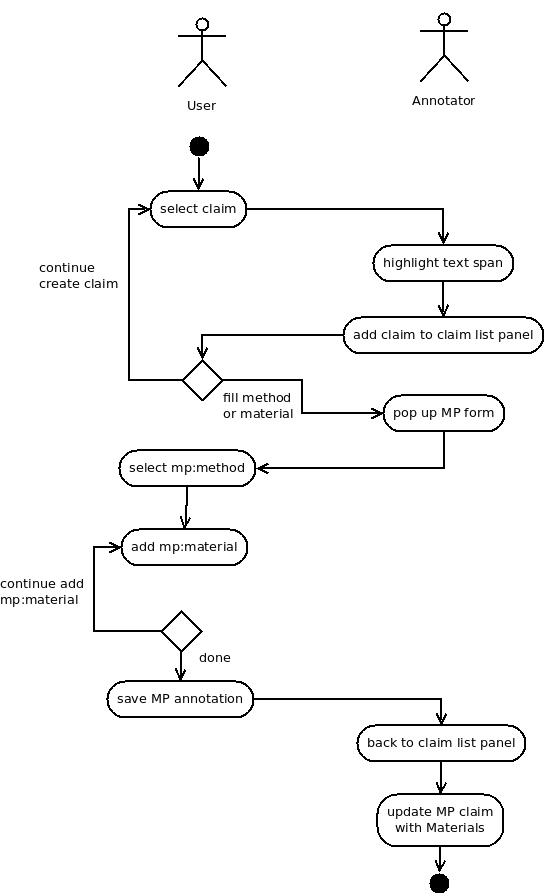 User
Annotator
select claim
highlight text span
continue
create claim
add claim to claim list panel
fill method
or material
pop up MP form
select mp:method
add mp:material
continue add
mp:material
done
save MP annotation
back to claim list panel
update MP claim
with Materials